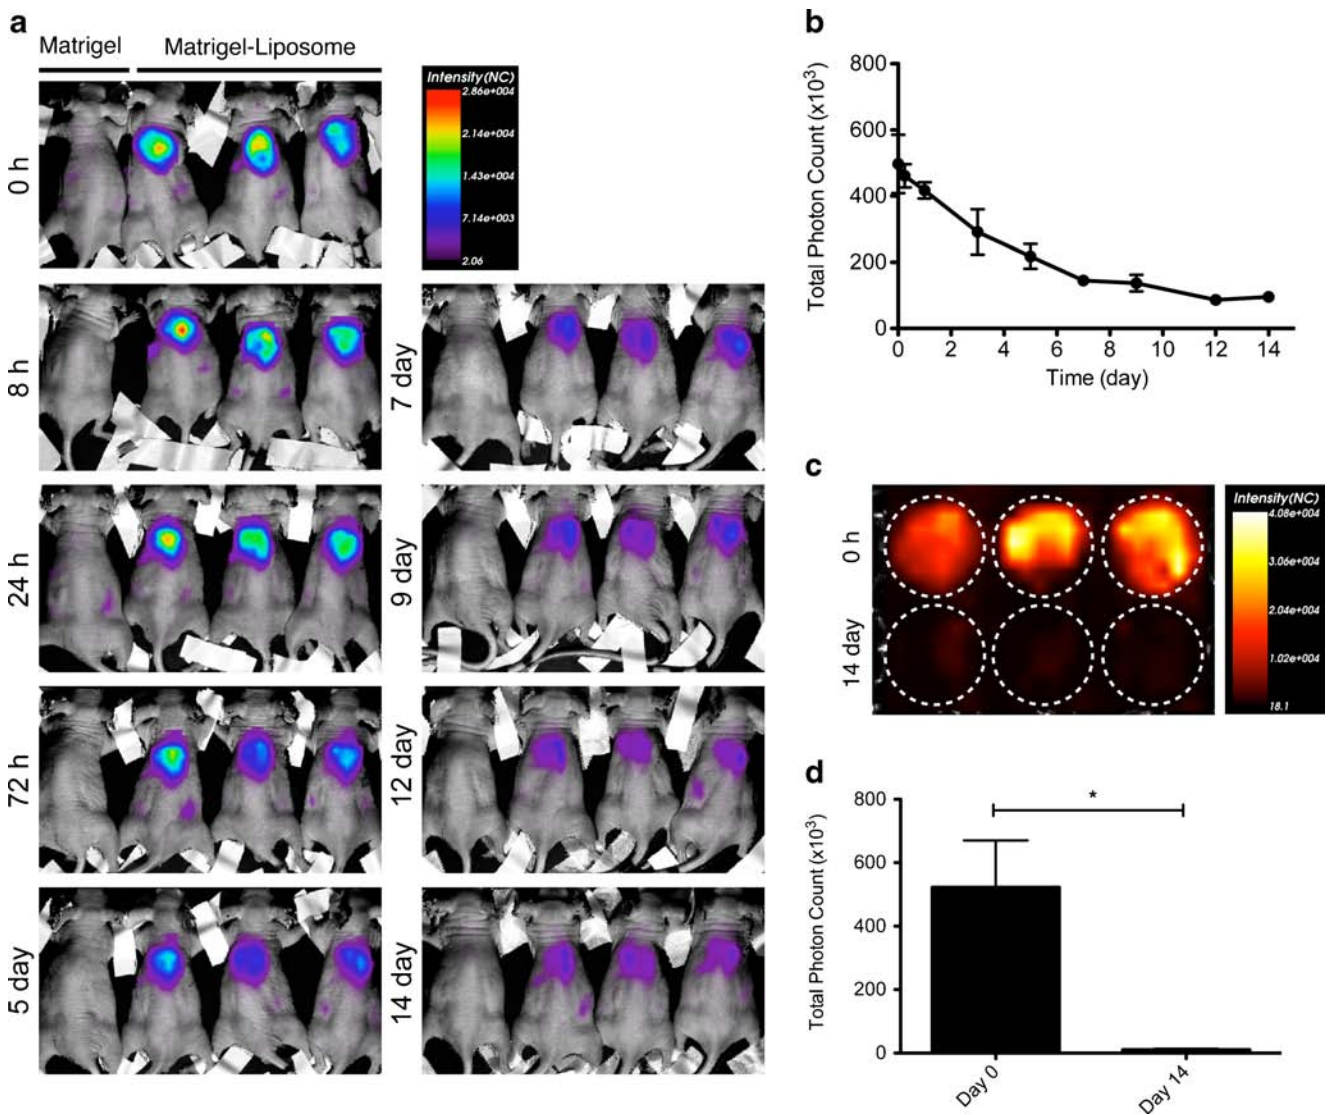 a
Matrigel
Matrigel-Liposome
0 h
8 h
24 h
72 h
5 day
7 day
9 day
12 day
14 day
Intensity(NC)
2.86e+004
2.14e+004
1.43e+004
7.14e+003
2.06
b
Total Photon Count (x10³)
800
600
400
200
0
0 2 4 6 8 10 12 14
Time (day)
c
0 h
14 day
Intensity(NC)
4.08e+004
3.06e+004
2.04e+004
1.02e+004
18.1
d
Total Photon Count (x10³)
800
600
400
200
0
*
Day 0
Day 14